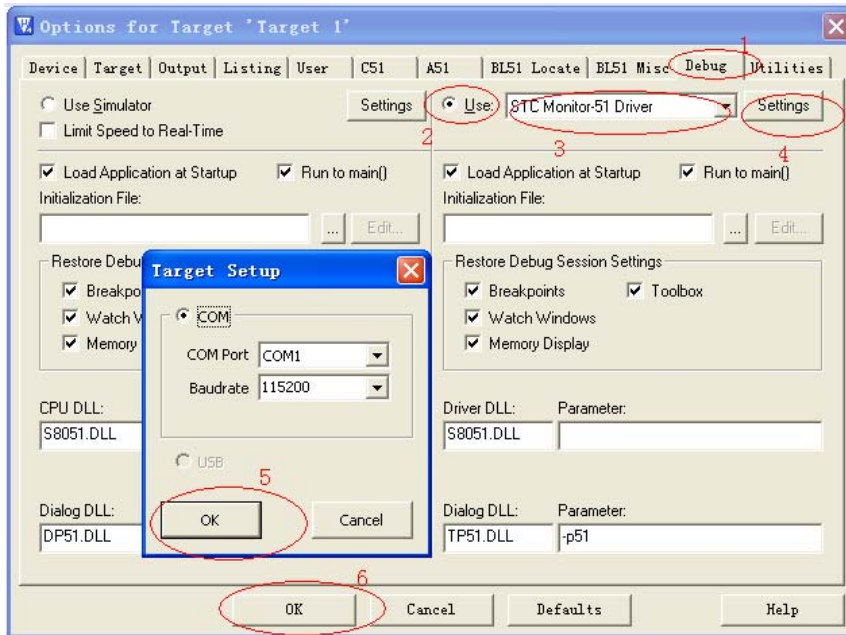 Options for Target 'Target 1'
1
Device Target Output Listing User C51 A51 BL51 Locate BL51 Misc Debug Utilities
Use Simulator Settings
Use: STC Monitor-51 Driver Settings
Limit Speed to Real-Time
2
3
4
Load Application at Startup Run to main()
Load Application at Startup Run to main()
Initialization File:
Initialization File:
... Edit...
... Edit...
Restore Debu
Restore Debug Session Settings
Breakpo
Breakpoints Toolbox
Watch W
Watch Windows
Memory
Memory Display
Target Setup
COM
COM Port COM1
Baudrate 115200
USB
5
OK Cancel
CPU DLL:
S8051.DLL
Driver DLL: Parameter:
S8051.DLL
Dialog DLL:
DP51.DLL
Dialog DLL: Parameter:
TP51.DLL -p51
6
OK Cancel Defaults Help